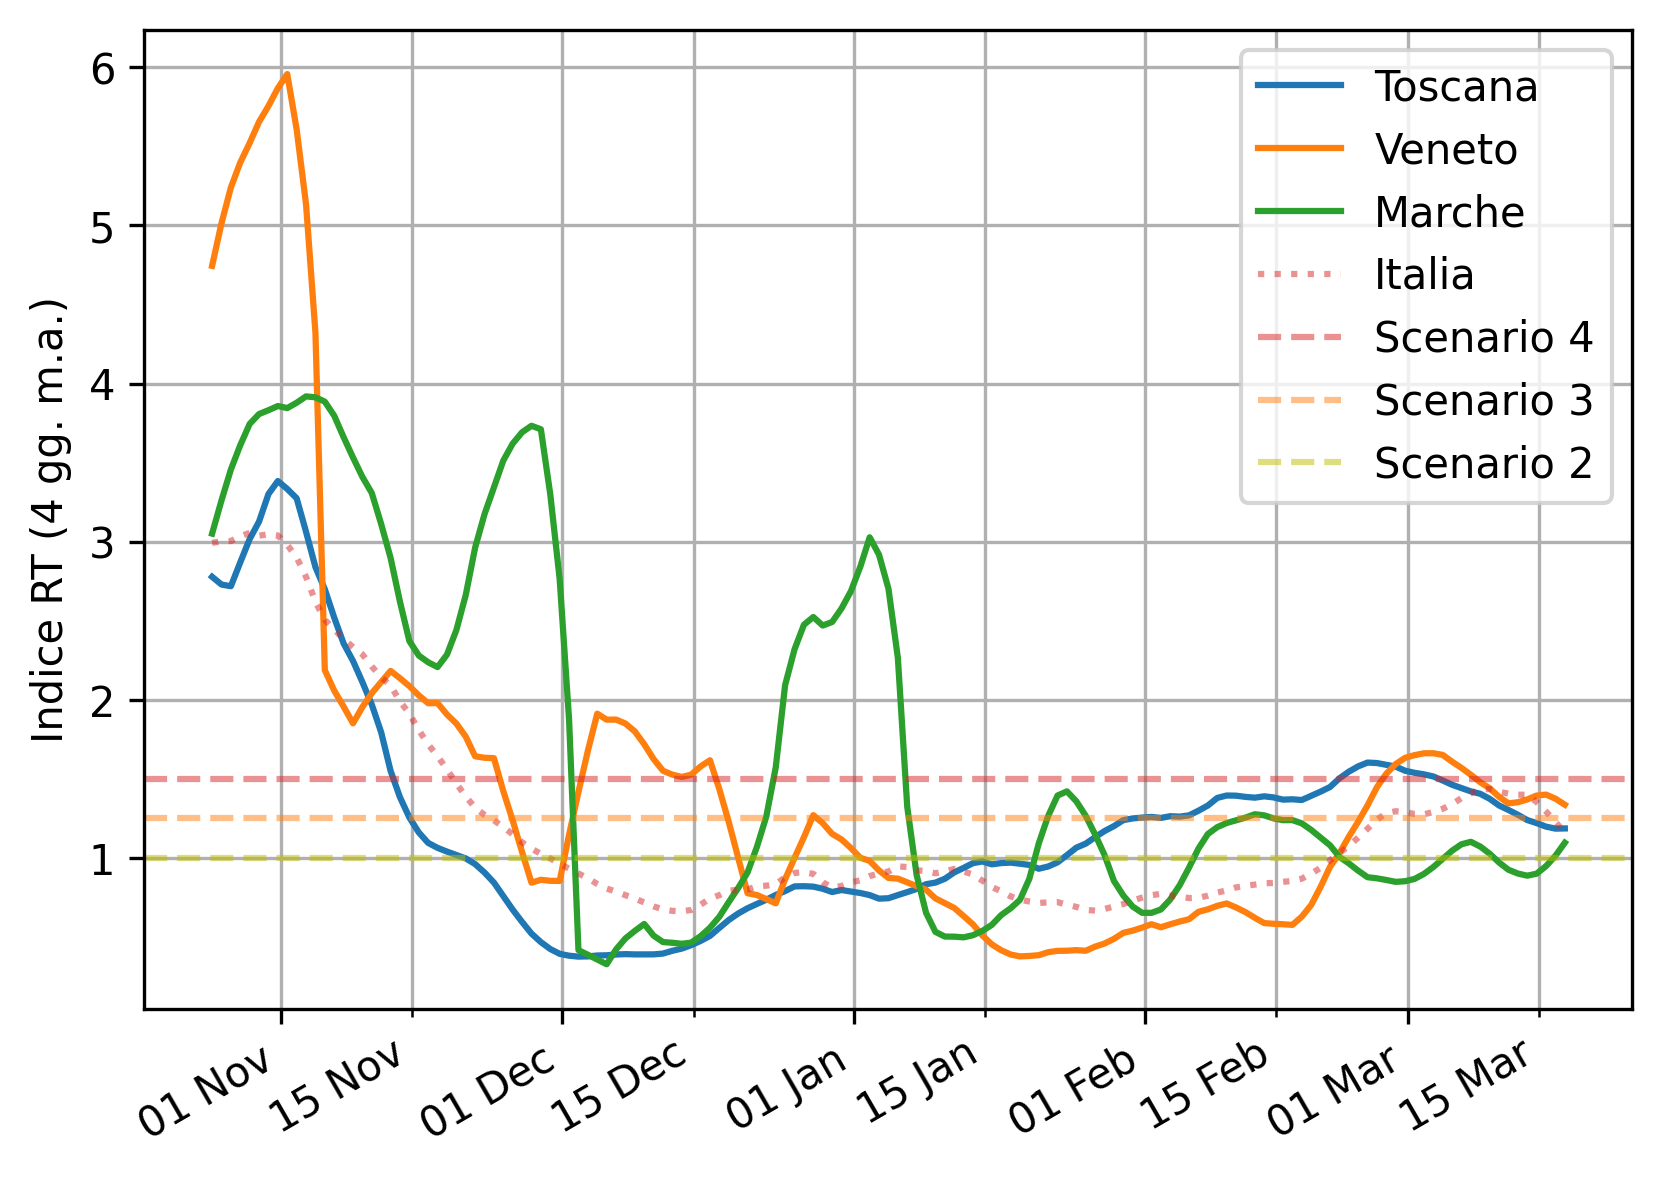 Indice RT (4 gg. m.a.)
6
5
4
3
2
1
Toscana
Veneto
Marche
Italia
Scenario 4
Scenario 3
Scenario 2
01 Nov
15 Nov
01 Dec
15 Dec
01 Jan
15 Jan
01 Feb
15 Feb
01 Mar
15 Mar